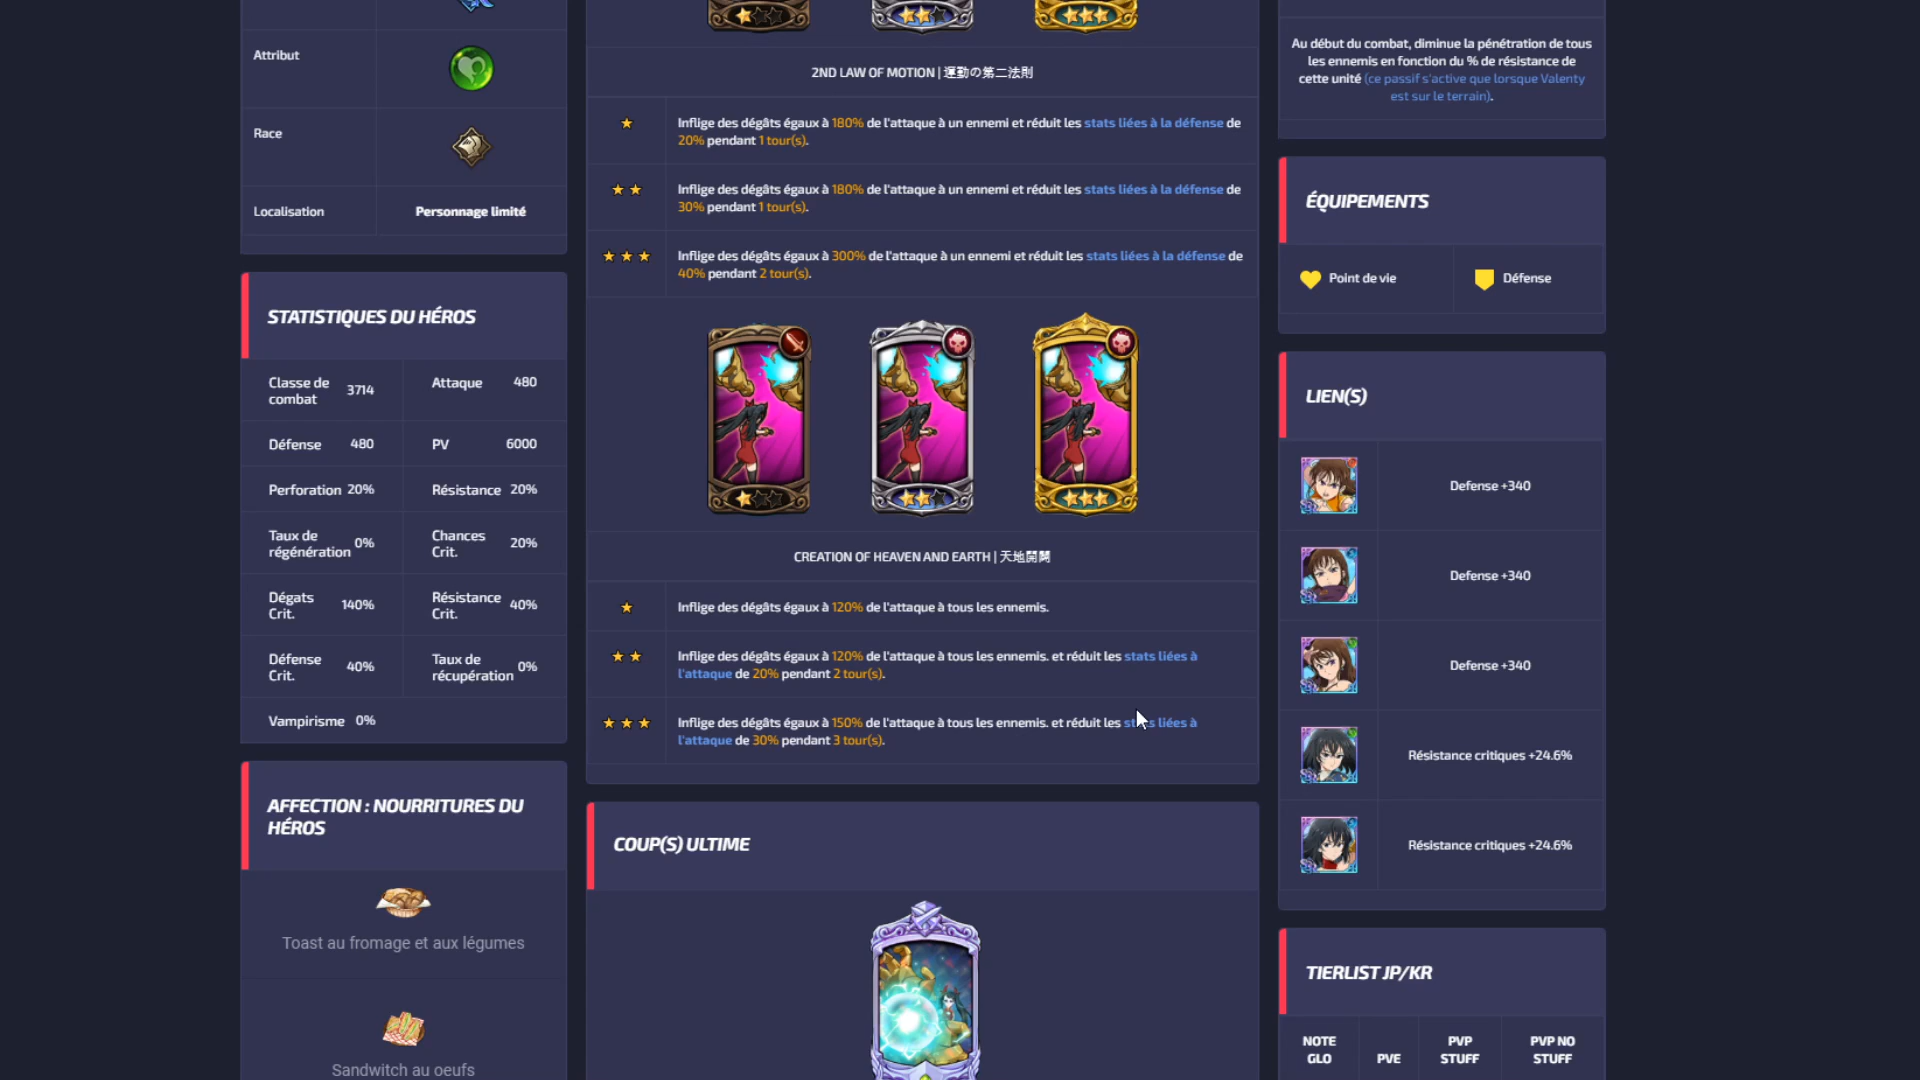 Attribut
Race
Localisation
Personnage limité
STATISTIQUES DU HÉROS
Classe de combat
3714
Attaque
480
Défense
480
PV
6000
Perforation
20%
Résistance
20%
Taux de régénération
0%
Chances Crit.
20%
Dégats Crit.
140%
Résistance Crit.
40%
Défense Crit.
40%
Taux de récupération
0%
Vampirisme
0%
AFFECTION : NOURRITURES DU
HÉROS
Toast au fromage et aux légumes
Sandwitch au oeufs
2ND LAW OF MOTION | 運動の第二法則
Inflige des dégâts égaux à 180% de l'attaque à un ennemi et réduit les stats liées à la défense de
20% pendant 1 tour(s).
Inflige des dégâts égaux à 180% de l'attaque à un ennemi et réduit les stats liées à la défense de
30% pendant 1 tour(s).
Inflige des dégâts égaux à 300% de l'attaque à un ennemi et réduit les stats liées à la défense de
40% pendant 2 tour(s).
CREATION OF HEAVEN AND EARTH | 天地開闢
Inflige des dégâts égaux à 120% de l'attaque à tous les ennemis.
Inflige des dégâts égaux à 120% de l'attaque à tous les ennemis. et réduit les stats liées à
l'attaque de 20% pendant 2 tour(s).
Inflige des dégâts égaux à 150% de l'attaque à tous les ennemis. et réduit les stats liées à
l'attaque de 30% pendant 3 tour(s).
COUP(S) ULTIME
Au début du combat, diminue la pénétration de tous
les ennemis en fonction du % de résistance de
cette unité (ce passif s'active que lorsque Valenty
est sur le terrain).
ÉQUIPEMENTS
Point de vie
Défense
LIEN(S)
Defense +340
Defense +340
Defense +340
Résistance critiques +24.6%
Résistance critiques +24.6%
TIERLIST JP/KR
NOTE GLO
PVE
PVP STUFF
PVP NO STUFF